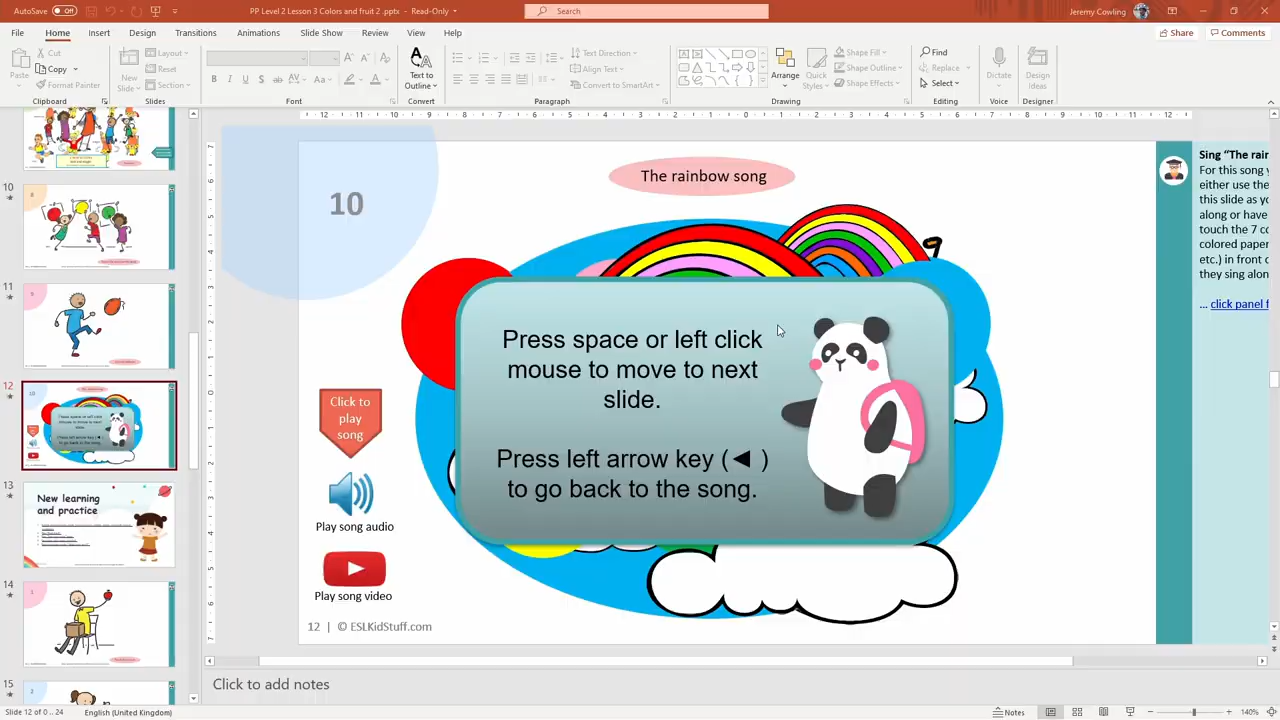 AutoSave
Off
PP Level 2 Lesson 3 Colors and fruit 2 .pptx - Read-Only
Search
Jeremy Cowling
File Home Insert Design Transitions Animations Slide Show Review View Help
Share
Comments
Paste
Cut
Copy
Format Painter
Clipboard
New
Slide
Layout
Reset
Section
Slides
Font
Text to
Outline
Convert
Text Direction
Align Text
Convert to SmartArt
Paragraph
Arrange
Quick
Styles
Shape Fill
Shape Outline
Shape Effects
Drawing
Find
Replace
Select
Editing
Dictate
Voice
Design
Ideas
Designer
10
11
12
13
New learning
and practice
14
15
10
The rainbow song
Press space or left click
mouse to move to next
slide.
Press left arrow key (◄ )
to go back to the song.
Click to
play
song
Play song audio
Play song video
12 | © ESLKidStuff.com
Sing "The rai
For this song y
either use the
this slide as yo
along or have
touch the 7 co
colored paper
etc.) in front o
they sing alon
... click panel f
Click to add notes
Slide 12 of 0 .. 24
English (United Kingdom)
Notes
140%